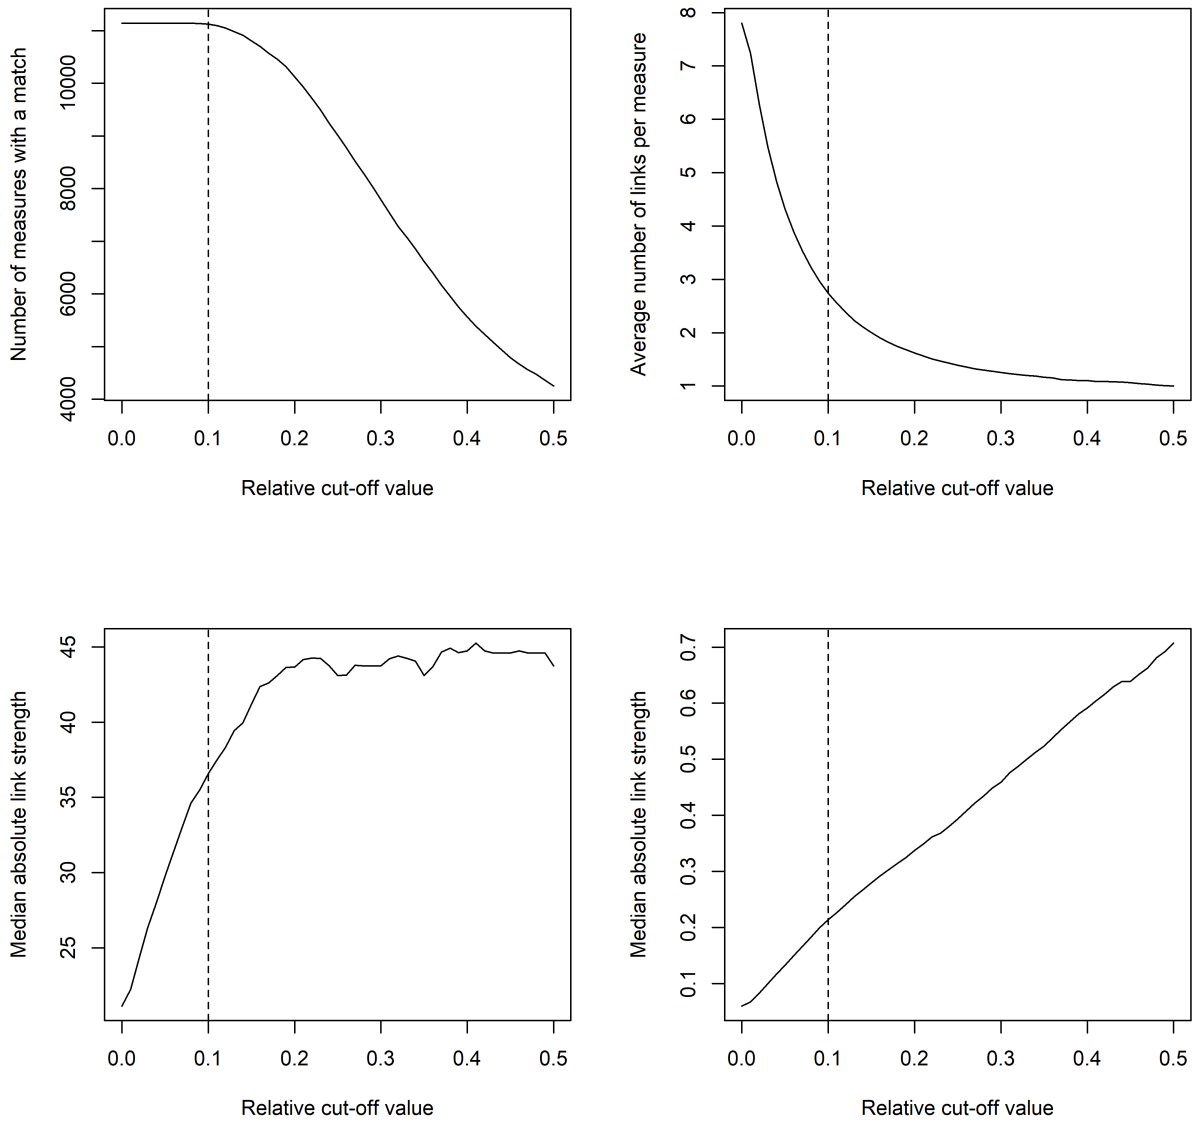 Number of measures with a match
10000
8000
6000
4000
0.0 0.1 0.2 0.3 0.4 0.5
Relative cut-off value
Average number of links per measure
8
7
6
5
4
3
2
1
0.0 0.1 0.2 0.3 0.4 0.5
Relative cut-off value
Median absolute link strength
45
40
35
30
25
0.0 0.1 0.2 0.3 0.4 0.5
Relative cut-off value
Median absolute link strength
0.7
0.6
0.5
0.4
0.3
0.2
0.1
0.0 0.1 0.2 0.3 0.4 0.5
Relative cut-off value